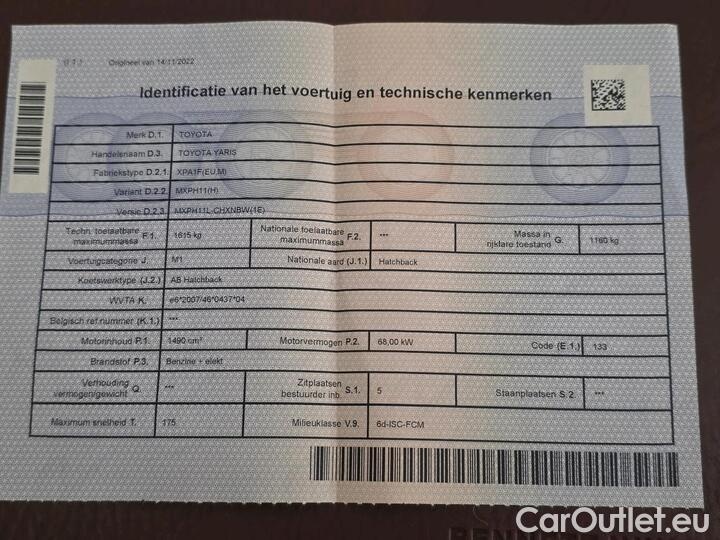 Origineel van 14/11/2022
Identificatie van het voertuig en technische kenmerken
Merk D.1. TOYOTA
Handelsnaam D.3. TOYOTA YARIS
Fabriekstype D.2.1. XPA1F(EU,M)
Variant D.2.2. MXPH11(H)
Versie D.2.3. MXPH11L-CHXNBW(1E)
Techn. toelaatbare maximummassa F.1. 1615 kg Nationale toelaatbare maximummassa F.2. *** Massa in rijklare toestand G. 1160 kg
Voertuigcategorie J. M1 Nationale aard (J.1.) Hatchback
Koetswerktype (J.2.) AB Hatchback
WVTA K. e6*2007/46*0437*04
Belgisch ref.nummer (K.1.) ***
Motorinhoud P.1. 1490 cm³ Motorvermogen P.2. 68,00 kW Code (E.1.) 133
Brandstof P.3. Benzine + elekt
Verhouding vermogen/gewicht Q. *** Zitplaatsen bestuurder inb. S.1. 5 Staanplaatsen S.2. ***
Maximum snelheid T. 175 Milieuklasse V.9. 6d-ISC-FCM
CarOutlet.eu